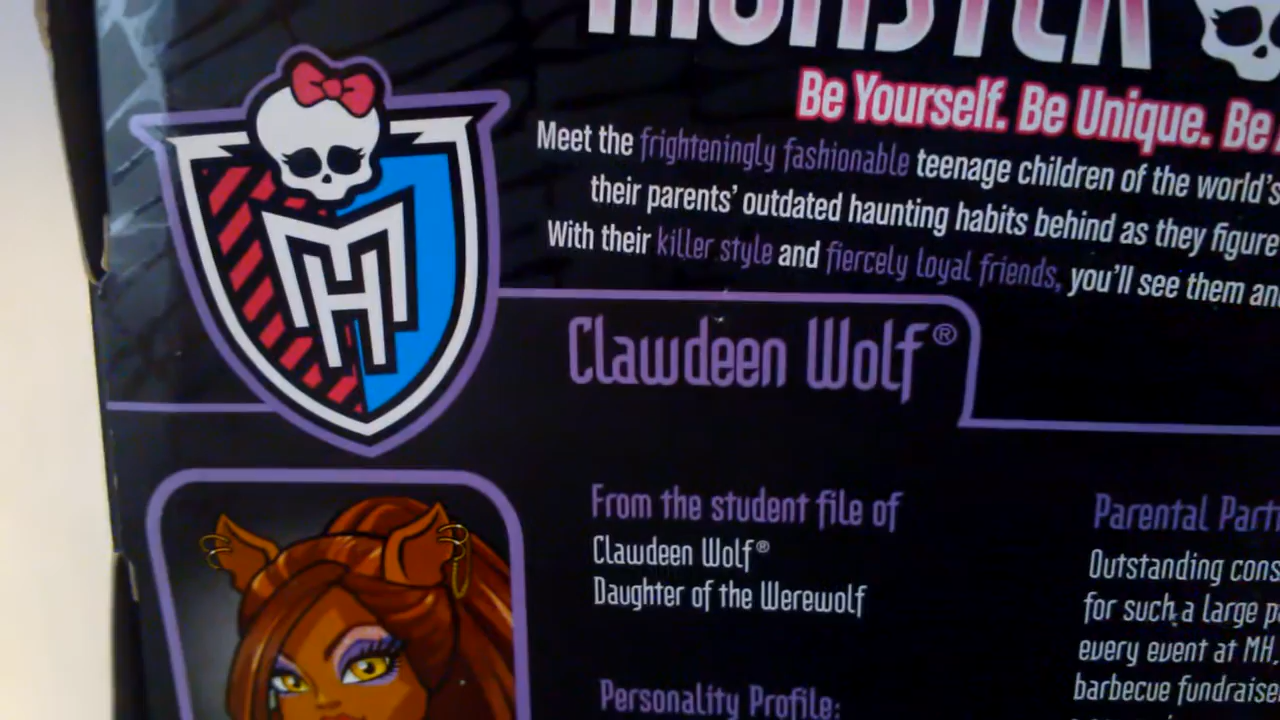 MONSTER
Be Yourself. Be Unique. Be
Meet the frighteningly fashionable teenage children of the world's
their parents' outdated haunting habits behind as they figure
With their killer style and fiercely loyal friends, you'll see them an
MH
Clawdeen Wolf®
From the student file of
Clawdeen Wolf®
Daughter of the Werewolf
Personality Profile:
Parental Part
Outstanding cons
for such a large p
every event at MH,
barbecue fundraise